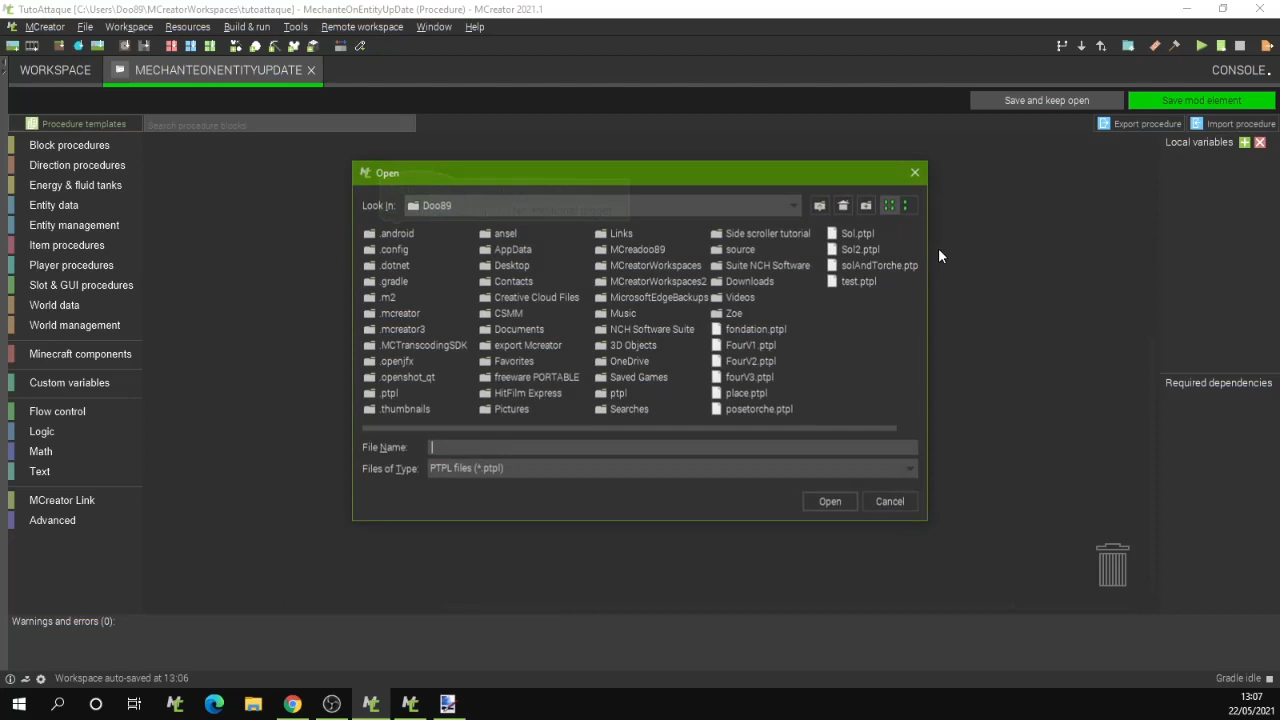 TutoAttaque [C:\Users\Doo89\MCreatorWorkspaces\tutoattaque] - MechanteOnEntityUpDate (Procedure) - MCreator 2021.1
MCreator File Workspace Resources Build & run Tools Remote workspace Window Help
WORKSPACE MECHANTEONENTITYUPDATE CONSOLE
Save and keep open Save mod element
Procedure templates Search procedure blocks Export procedure Import procedure
Block procedures Local variables
Direction procedures
Energy & fluid tanks
Entity data
Entity management
Item procedures
Player procedures
Slot & GUI procedures
World data
World management
Minecraft components
Custom variables Required dependencies
Flow control
Logic
Math
Text
MCreator Link
Advanced
Open
Look in: Doo89
.android ansel Links Side scroller tutorial Sol.ptpl
.config AppData MCreadoo89 source Sol2.ptpl
.dotnet Desktop MCreatorWorkspaces Suite NCH Software solAndTorche.ptp
.gradle Contacts MCreatorWorkspaces2 Downloads test.ptpl
.m2 Creative Cloud Files MicrosoftEdgeBackups Videos
.mcreator CSMM Music Zoe
.mcreator3 Documents NCH Software Suite fondation.ptpl
.MCTranscodingSDK export Mcreator 3D Objects FourV1.ptpl
.openjfx Favorites OneDrive FourV2.ptpl
.openshot_qt freeware PORTABLE Saved Games fourV3.ptpl
.ptpl HitFilm Express ptpl place.ptpl
.thumbnails Pictures Searches posetorche.ptpl
File Name:
Files of Type: PTPL files (*.ptpl)
Open Cancel
Warnings and errors (0):
Workspace auto-saved at 13:06 Gradle idle
13:07
22/05/2021